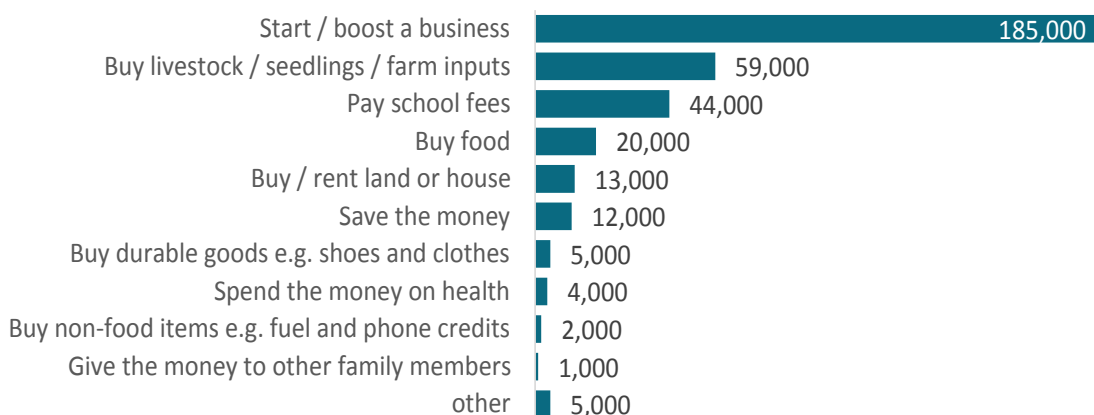 Start / boost a business 185,000
Buy livestock / seedlings / farm inputs 59,000
Pay school fees 44,000
Buy food 20,000
Buy / rent land or house 13,000
Save the money 12,000
Buy durable goods e.g. shoes and clothes 5,000
Spend the money on health 4,000
Buy non-food items e.g. fuel and phone credits 2,000
Give the money to other family members 1,000
other 5,000